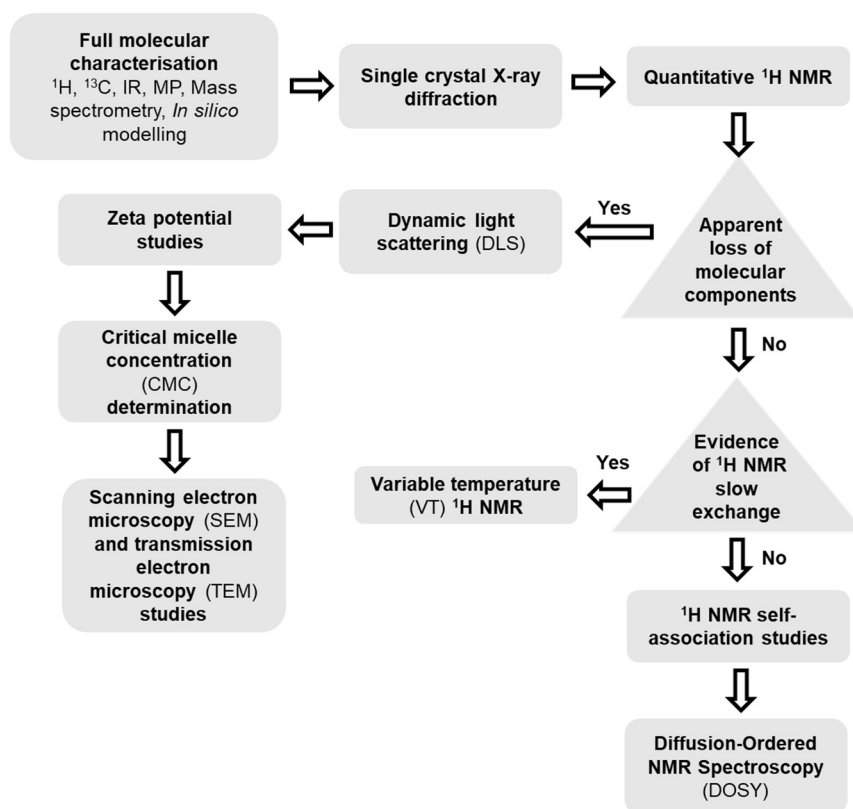 Full molecular
characterisation
¹H, ¹³C, IR, MP, Mass
spectrometry, In silico
modelling
Single crystal X-ray
diffraction
Quantitative ¹H NMR
Apparent
loss of
molecular
components
Yes
Dynamic light
scattering (DLS)
Zeta potential
studies
Critical micelle
concentration
(CMC)
determination
Scanning electron
microscopy (SEM)
and transmission
electron
microscopy (TEM)
studies
No
Evidence
of ¹H NMR
slow
exchange
Yes
Variable temperature
(VT) ¹H NMR
No
¹H NMR self-
association studies
Diffusion-Ordered
NMR Spectroscopy
(DOSY)